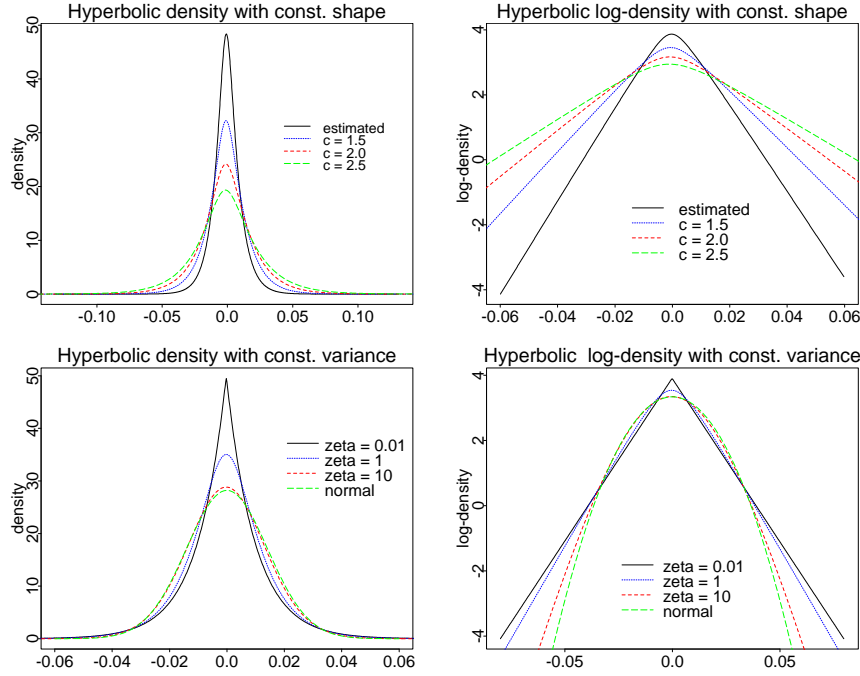 Hyperbolic density with const. shape
density
0 10 20 30 40 50
estimated
c = 1.5
c = 2.0
c = 2.5
-0.10 -0.05 0.0 0.05 0.10
Hyperbolic log-density with const. shape
log-density
-4 -2 0 2 4
estimated
c = 1.5
c = 2.0
c = 2.5
-0.06 -0.04 -0.02 0.0 0.02 0.04 0.06
Hyperbolic density with const. variance
density
0 10 20 30 40 50
zeta = 0.01
zeta = 1
zeta = 10
normal
-0.06 -0.04 -0.02 0.0 0.02 0.04 0.06
Hyperbolic log-density with const. variance
log-density
-4 -2 0 2 4
zeta = 0.01
zeta = 1
zeta = 10
normal
-0.05 0.0 0.05